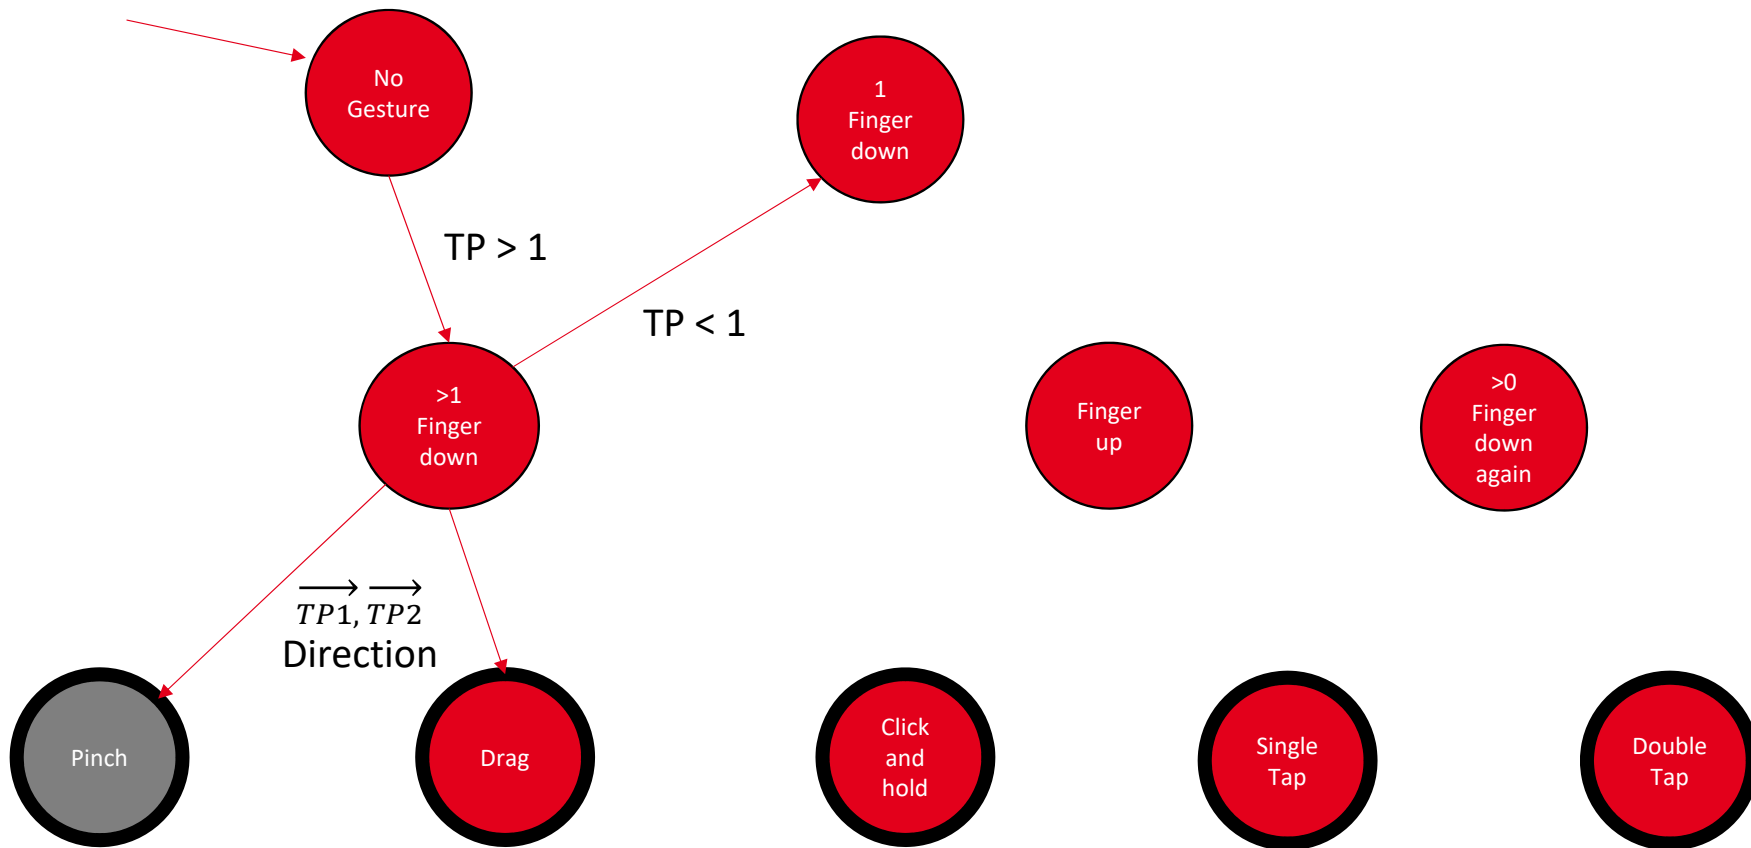 No
Gesture
1
Finger
down
TP > 1
TP < 1
>1
Finger
down
Finger
up
>0
Finger
down
again
TP1, TP2
Direction
Pinch
Drag
Click
and
hold
Single
Tap
Double
Tap